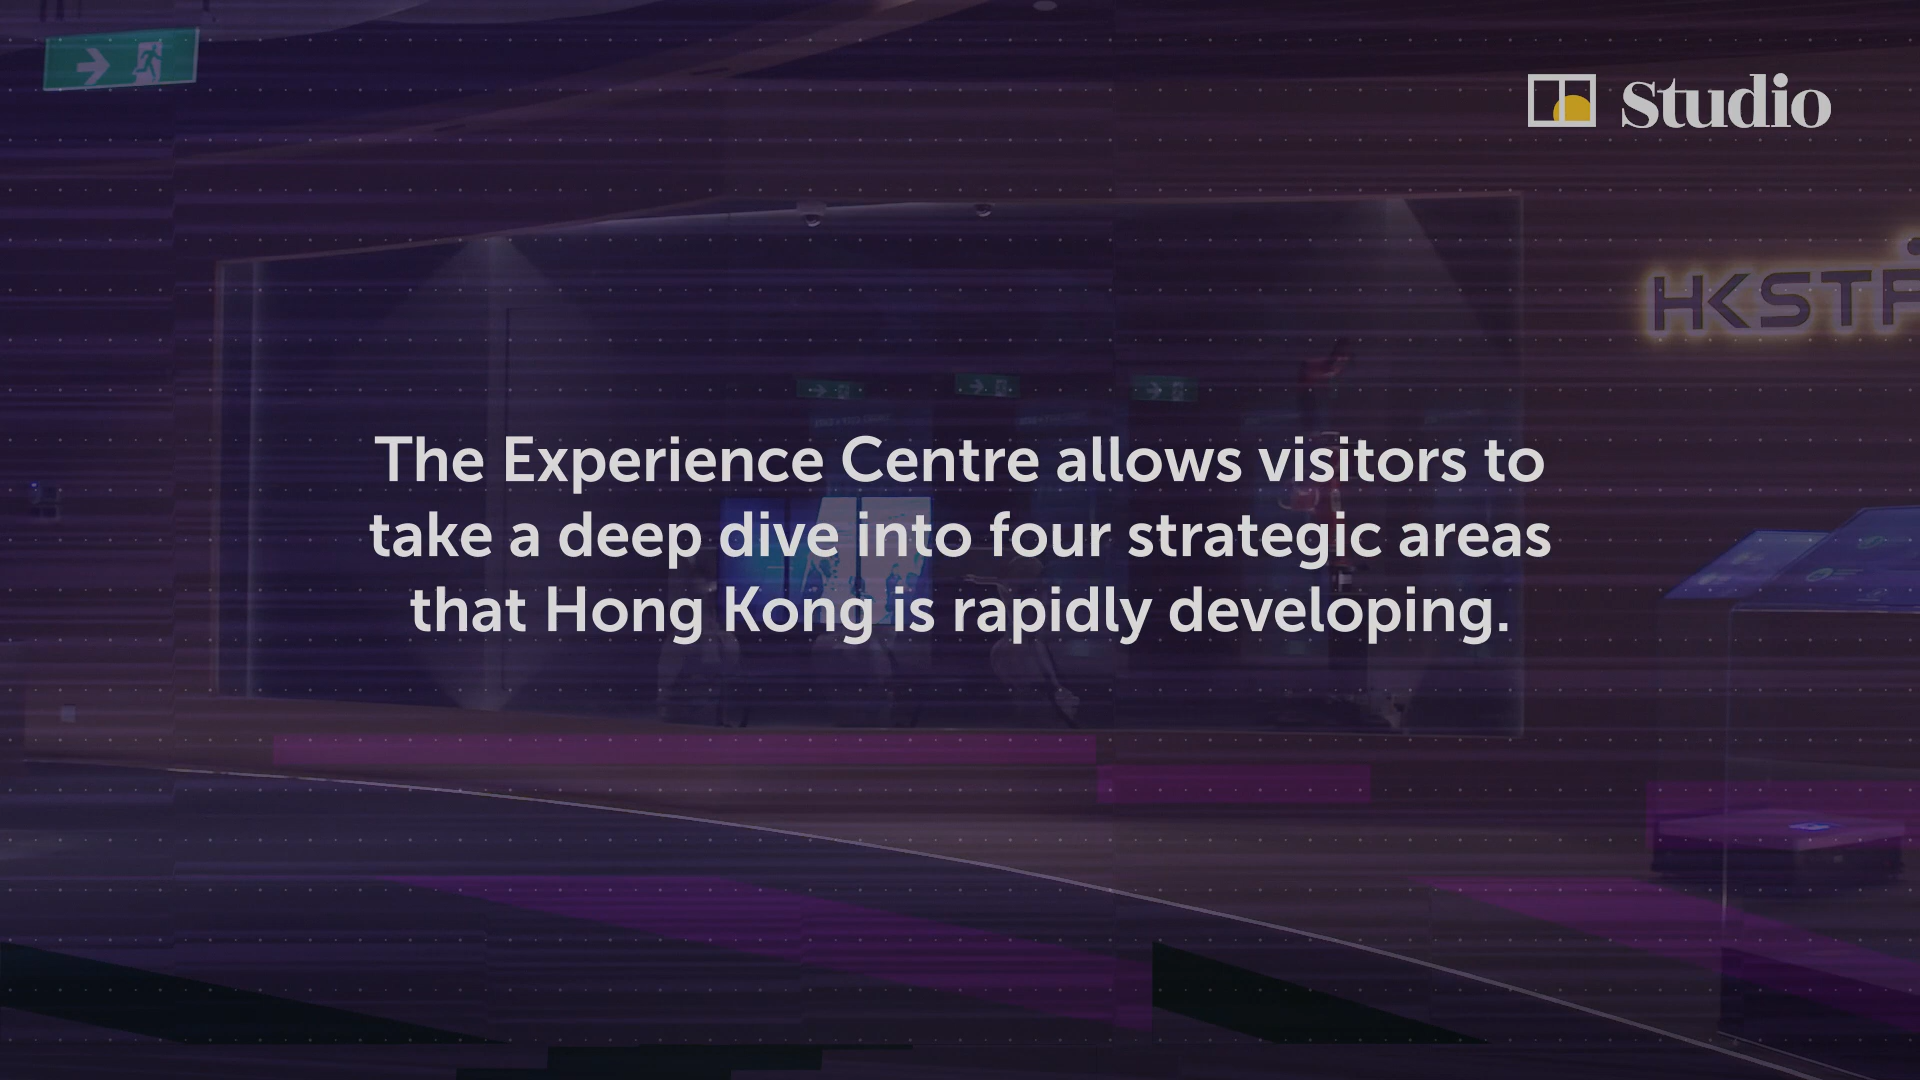 Studio
HKSTP
The Experience Centre allows visitors to
take a deep dive into four strategic areas
that Hong Kong is rapidly developing.